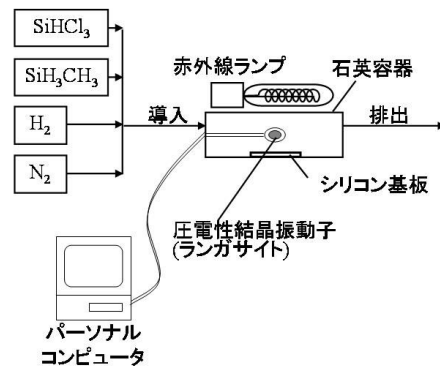 SiHCl3
SiH3CH3
H2
N2
赤外線ランプ
石英容器
導入
排出
シリコン基板
圧電性結晶振動子
(ランガサイト)
パーソナル
コンピュータ